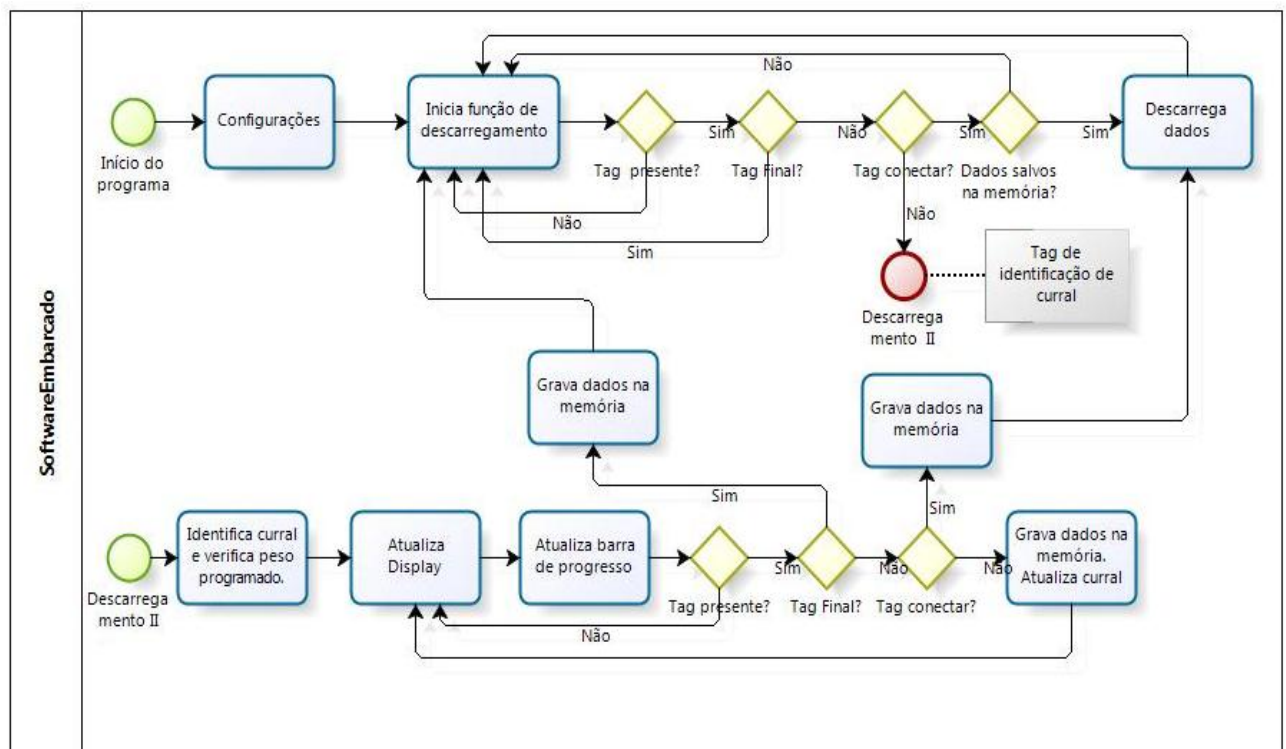 SoftwareEmbarcado
Início do
programa
Configurações
Inicia função de
descarregamento
Tag presente?
Não
Sim
Tag Final?
Sim
Não
Tag conectar?
Não
Sim
Dados salvos
na memória?
Não
Sim
Descarrega
dados
Descarrega
mento II
Tag de
identificação de
curral
Grava dados na
memória
Grava dados na
memória
Descarrega
mento II
Identifica curral
e verifica peso
programado.
Atualiza
Display
Atualiza barra
de progresso
Tag presente?
Não
Sim
Tag Final?
Sim
Não
Tag conectar?
Sim
Não
Grava dados na
memória.
Atualiza curral